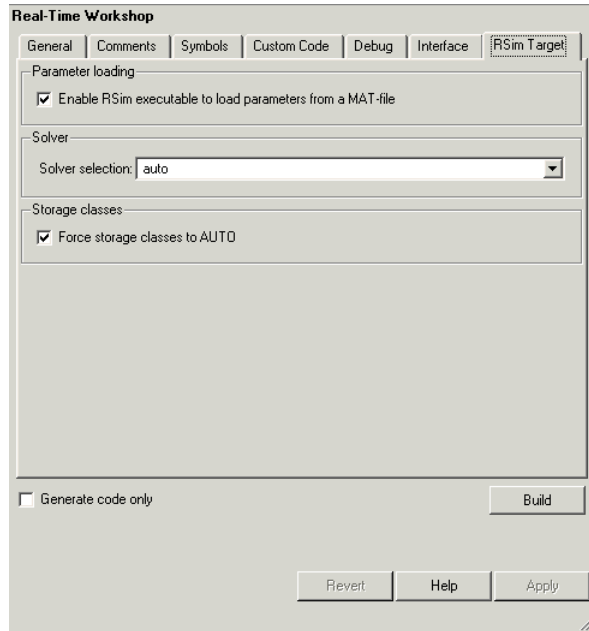 Real-Time Workshop
General Comments Symbols Custom Code Debug Interface RSim Target
Parameter loading
Enable RSim executable to load parameters from a MAT-file
Solver
Solver selection: auto
Storage classes
Force storage classes to AUTO
Generate code only Build
Revert Help Apply